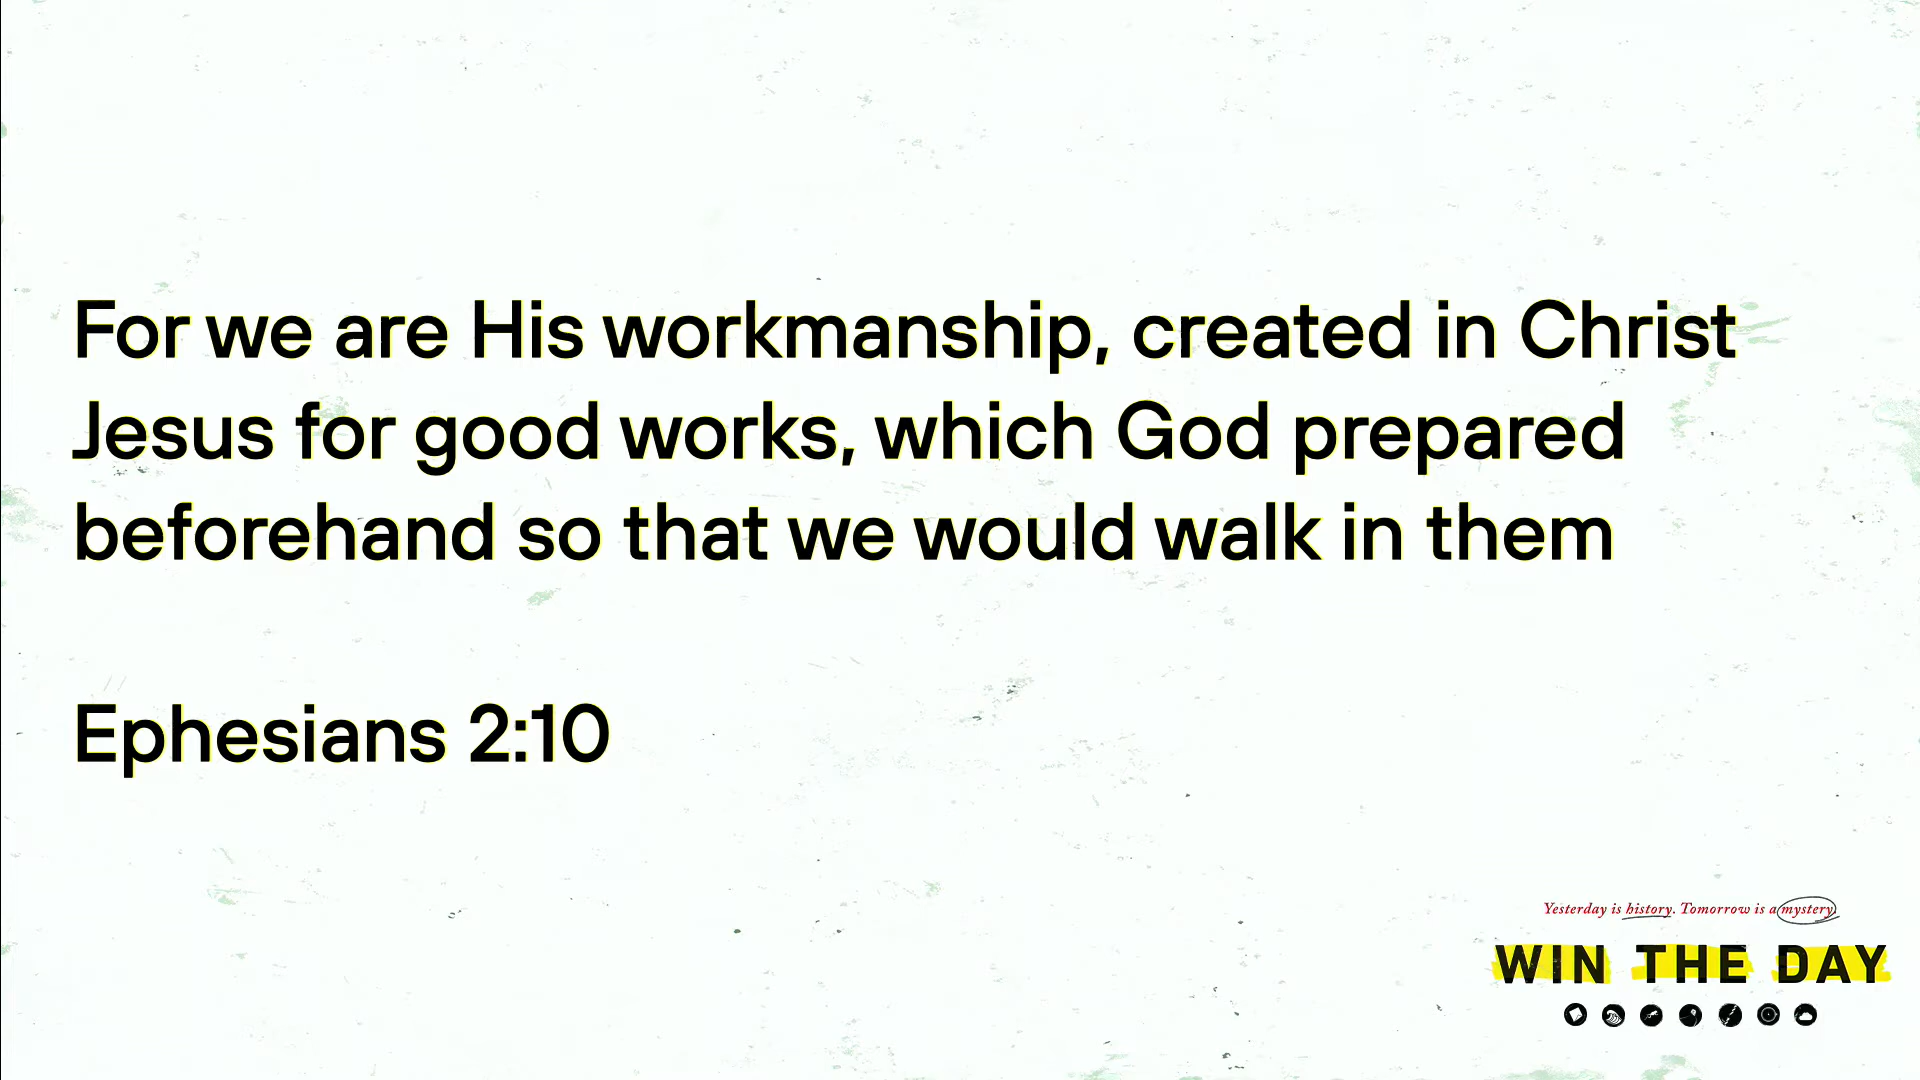 For we are His workmanship, created in Christ
Jesus for good works, which God prepared
beforehand so that we would walk in them
Ephesians 2:10
Yesterday is history. Tomorrow is a mystery.
WIN THE DAY